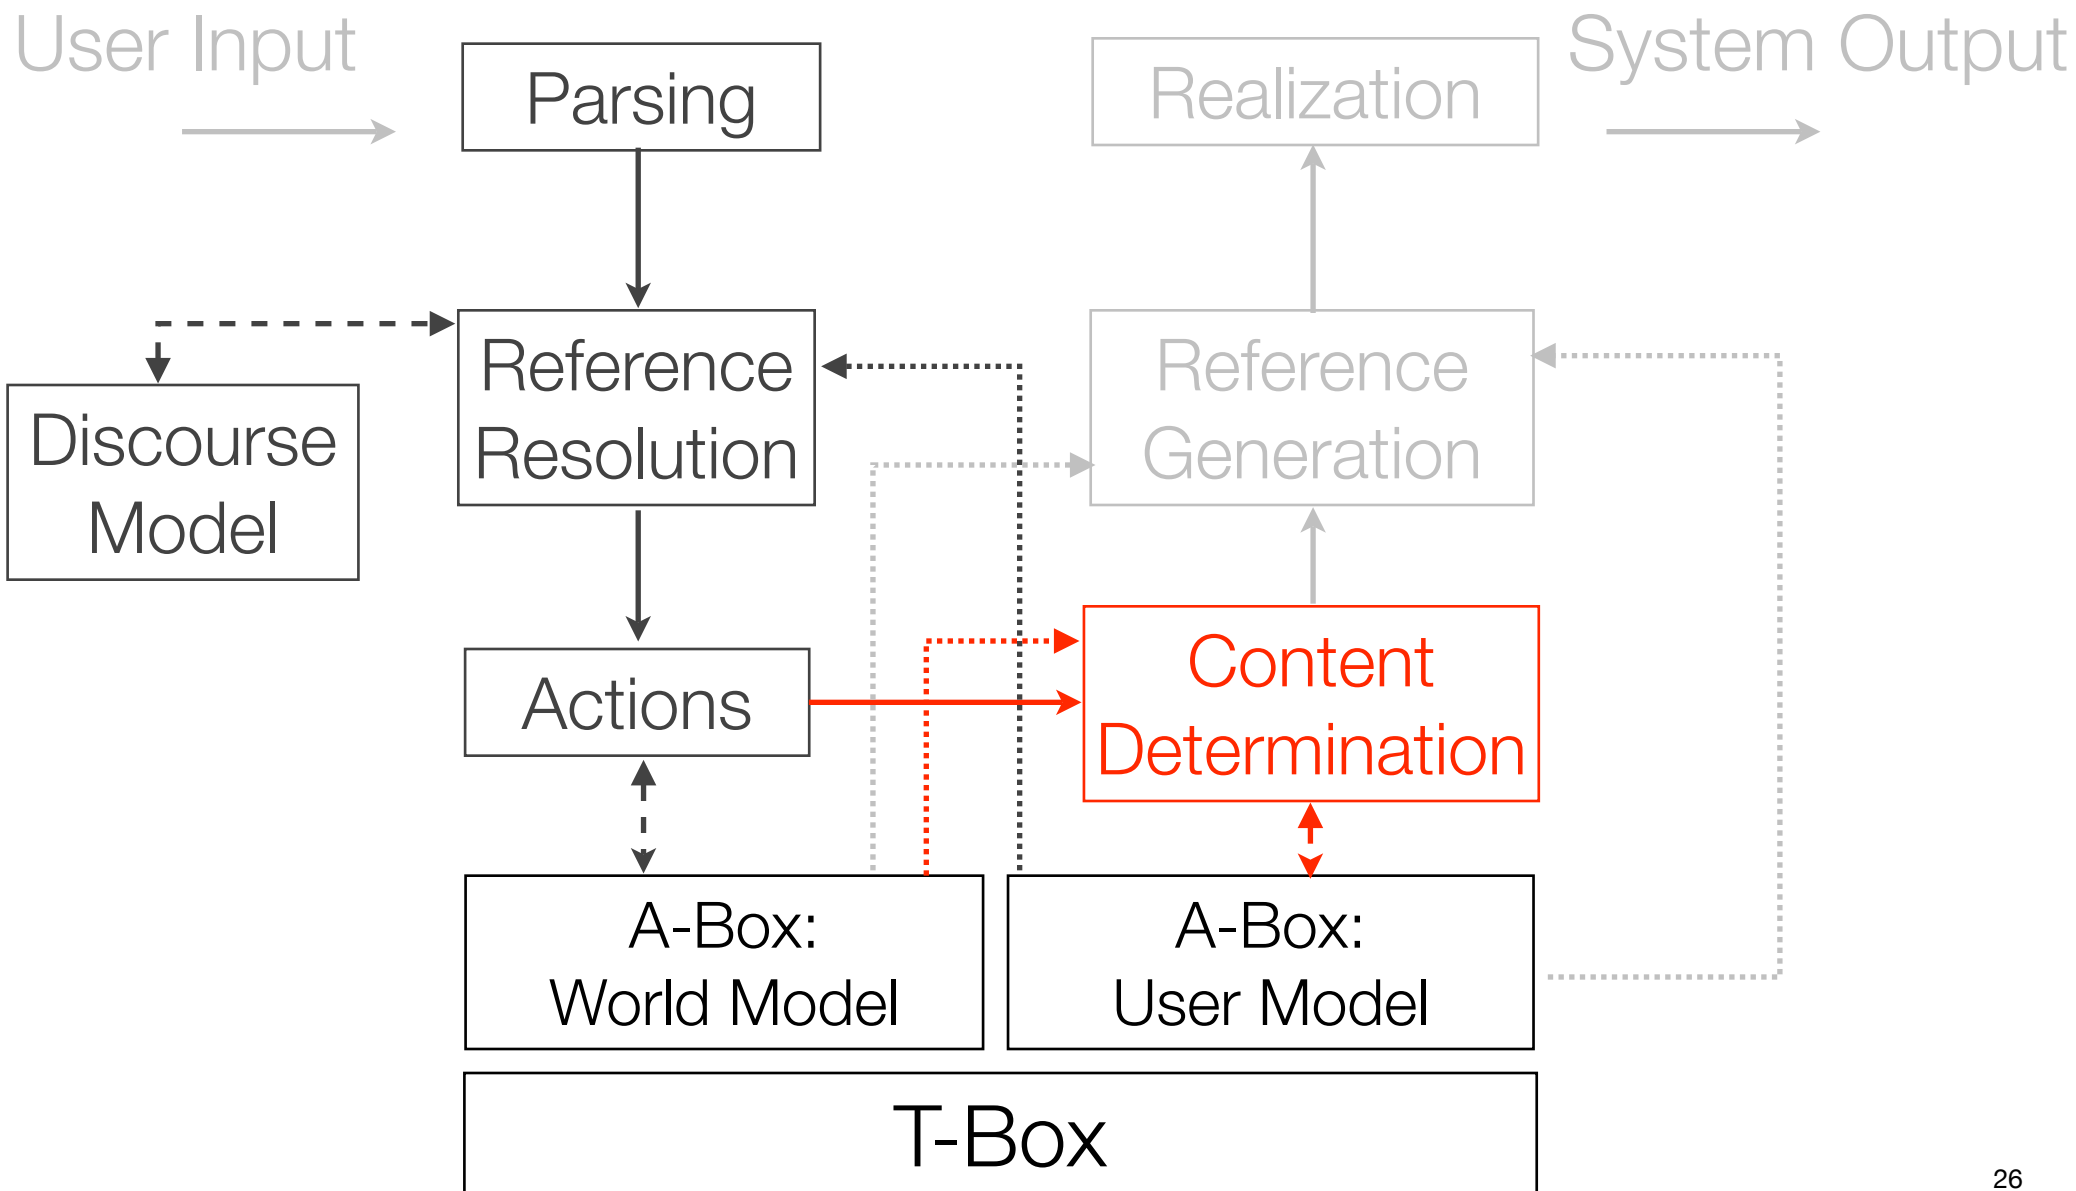 User Input
Parsing
Realization
System Output
Reference
Resolution
Reference
Generation
Discourse
Model
Actions
Content
Determination
A-Box:
World Model
A-Box:
User Model
T-Box
26